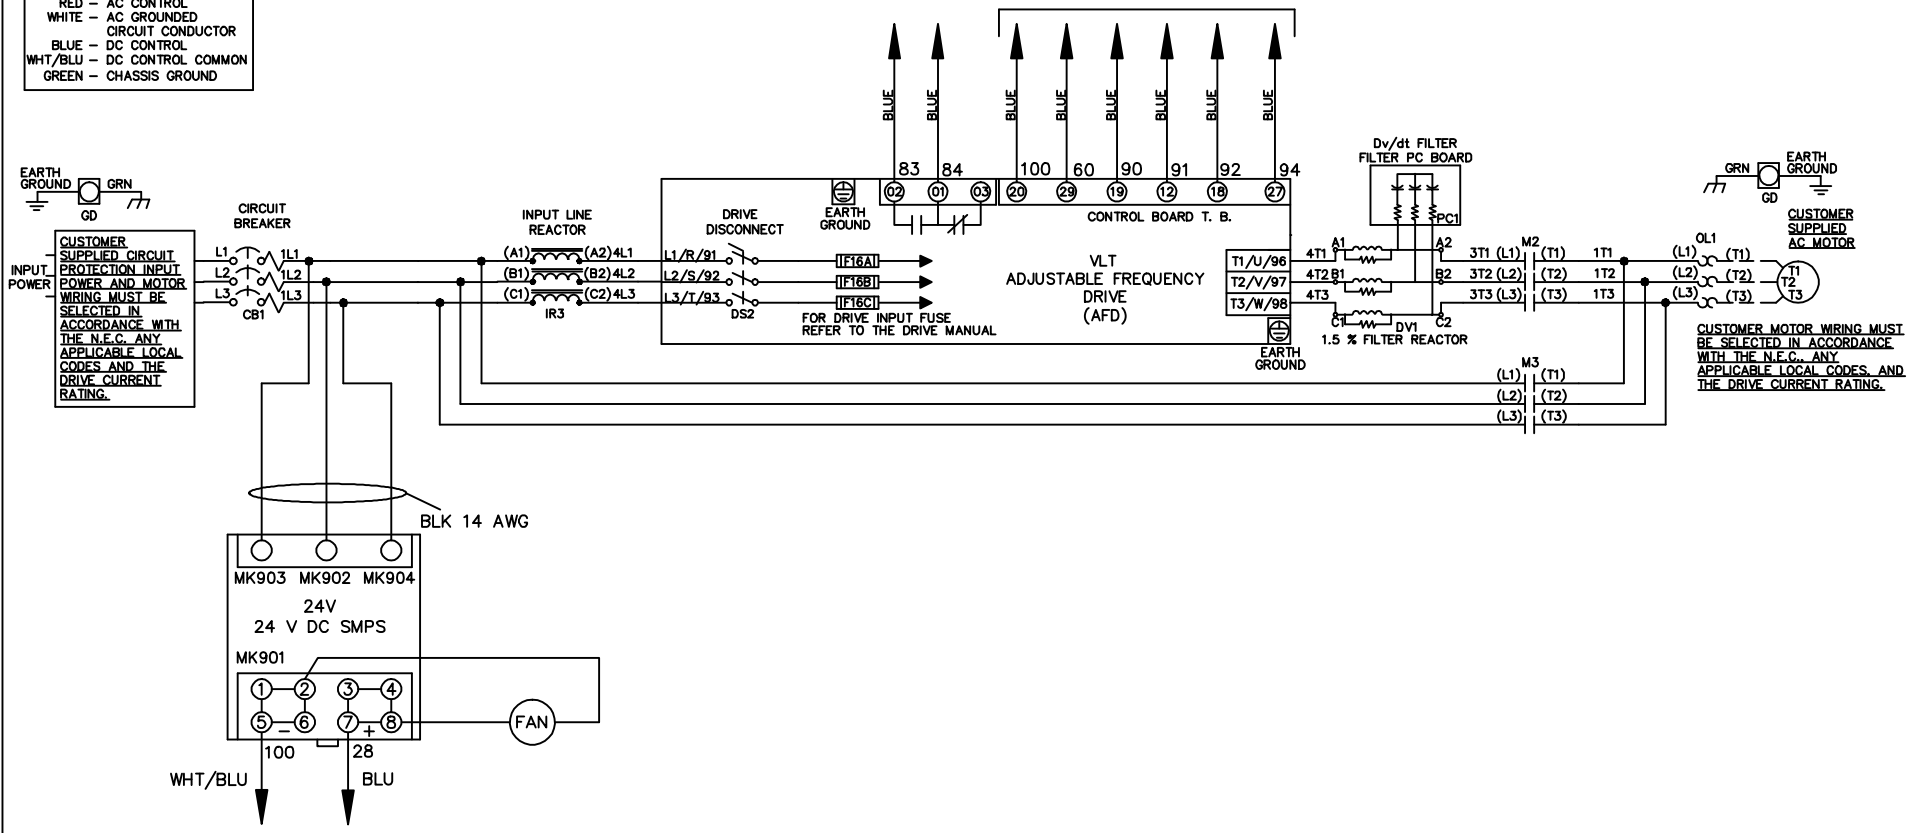 RED – AC CONTROL
WHITE – AC GROUNDED
CIRCUIT CONDUCTOR
BLUE – DC CONTROL
WHT/BLU – DC CONTROL COMMON
GREEN – CHASSIS GROUND
BLUE BLUE BLUE BLUE BLUE BLUE BLUE BLUE
83 84 100 60 90 91 92 94
02 01 03 20 29 19 12 18 27
EARTH
GROUND
GRN
GD
CIRCUIT
BREAKER
INPUT LINE
REACTOR
DRIVE
DISCONNECT
EARTH
GROUND
CONTROL BOARD T. B.
Dv/dt FILTER
FILTER PC BOARD
PC1
GRN
EARTH
GROUND
GD
CUSTOMER
SUPPLIED
AC MOTOR
INPUT
POWER
CUSTOMER
SUPPLIED CIRCUIT
PROTECTION INPUT
POWER AND MOTOR
WIRING MUST BE
SELECTED IN
ACCORDANCE WITH
THE N.E.C. ANY
APPLICABLE LOCAL
CODES AND THE
DRIVE CURRENT
RATING.
L1 1L1 (A1) (A2) 4L1 L1/R/91 IF16AI
L2 1L2 (B1) (B2) 4L2 L2/S/92 IF16BI
L3 1L3 (C1) (C2) 4L3 L3/T/93 IF16CI
CB1 IR3 DS2
FOR DRIVE INPUT FUSE
REFER TO THE DRIVE MANUAL
VLT
ADJUSTABLE FREQUENCY
DRIVE
(AFD)
T1/U/96 4T1 A1 A2 3T1 (L1) M2 (T1) 1T1 (L1) OL1 (T1) T1
T2/V/97 4T2 B1 B2 3T2 (L2) (T2) 1T2 (L2) (T2) T2
T3/W/98 4T3 C1 C2 3T3 (L3) (T3) 1T3 (L3) (T3) T3
DV1
1.5 % FILTER REACTOR
EARTH
GROUND
CUSTOMER MOTOR WIRING MUST
BE SELECTED IN ACCORDANCE
WITH THE N.E.C., ANY
APPLICABLE LOCAL CODES, AND
THE DRIVE CURRENT RATING.
M3
(L1) (T1)
(L2) (T2)
(L3) (T3)
BLK 14 AWG
MK903 MK902 MK904
24V
24 V DC SMPS
MK901
1 2 3 4
5 – 6 7 + 8
FAN
100 28
WHT/BLU BLU